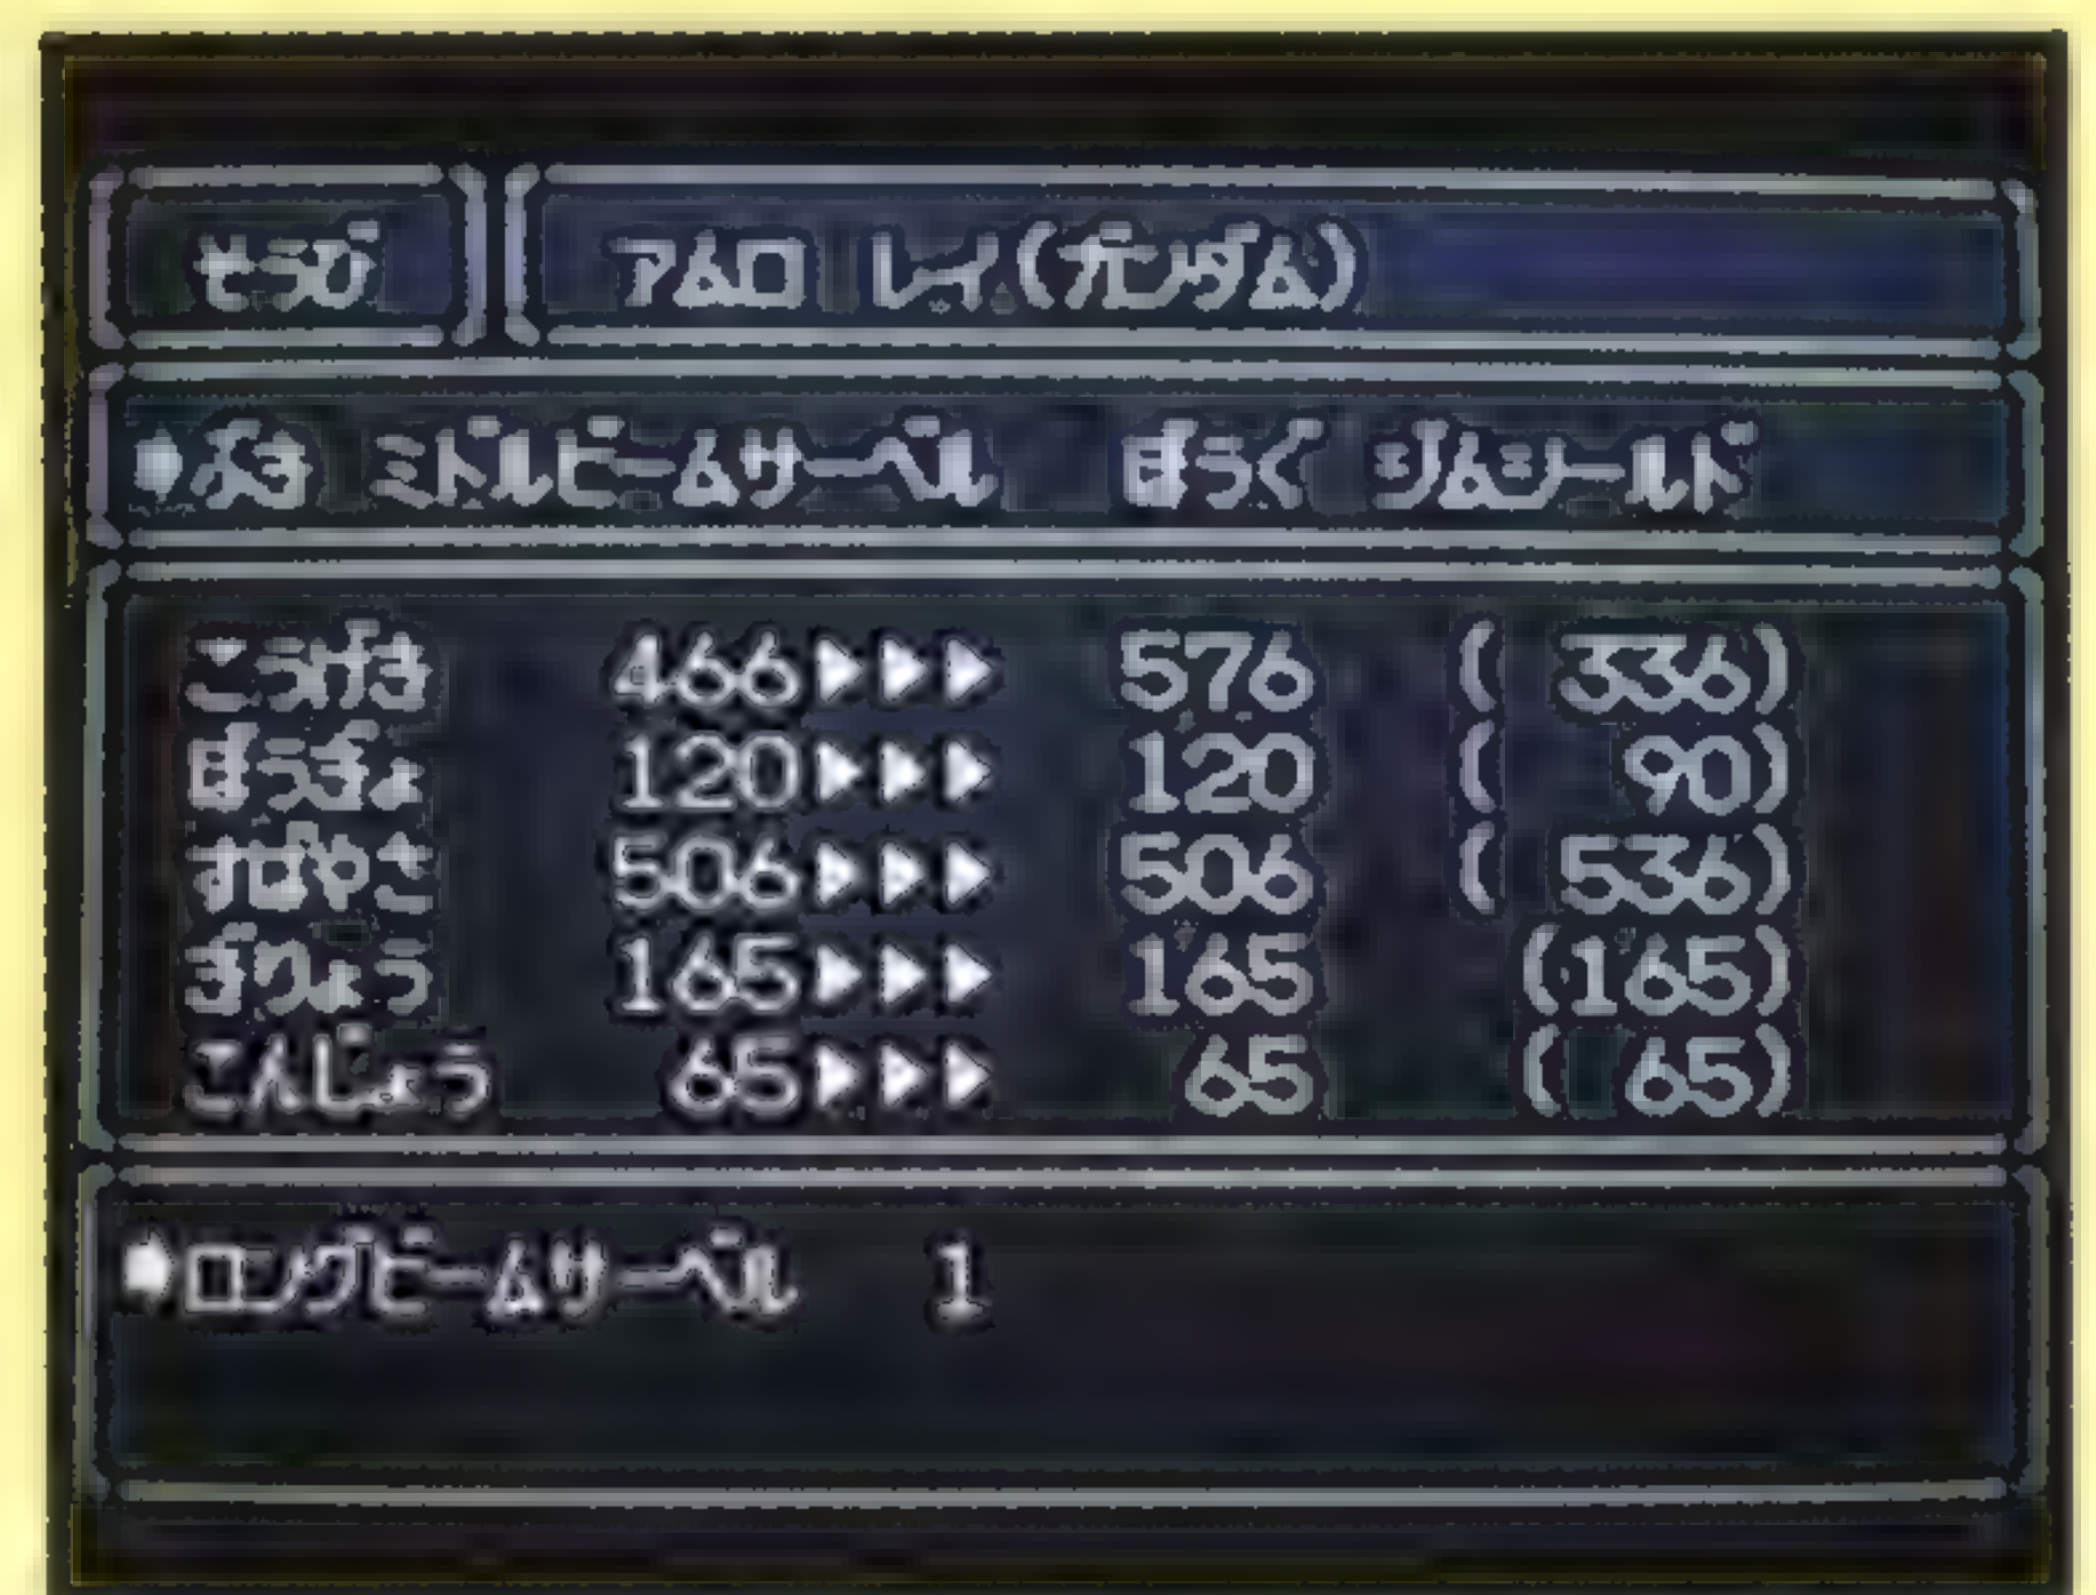 そうび アムロ レイ(ガンダム)
ぶき ミドルビームサーベル ぼうぐ ジムシールド
こうげき 466▶▶▶ 576 ( 336)
ぼうぎょ 120▶▶▶ 120 ( 90)
すばやさ 506▶▶▶ 506 ( 536)
ぎりょう 165▶▶▶ 165 (165)
こんじょう 65▶▶▶ 65 ( 65)
ロングビームサーベル 1